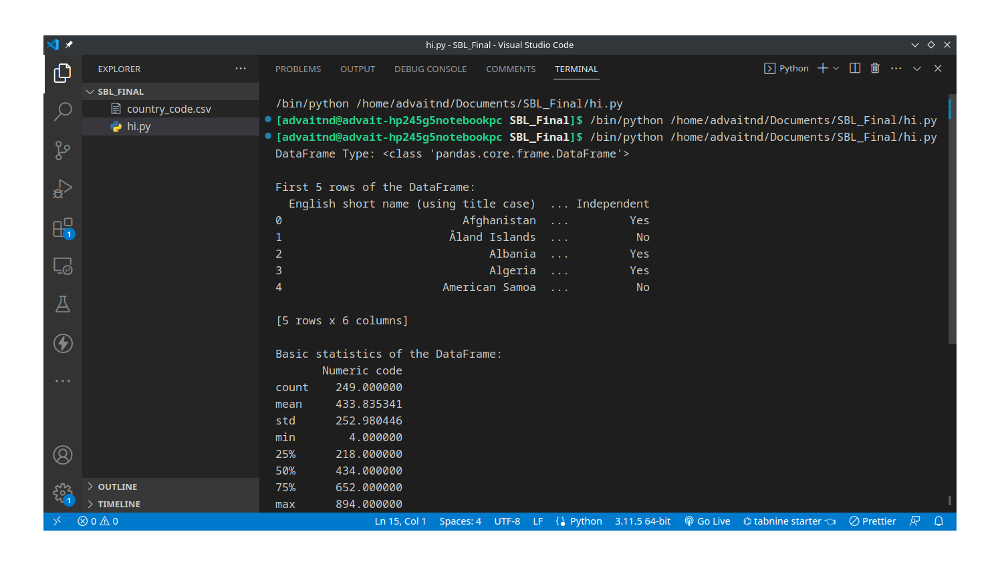 hi.py - SBL_Final - Visual Studio Code
EXPLORER
SBL_FINAL
country_code.csv
hi.py
OUTLINE
TIMELINE
PROBLEMS OUTPUT DEBUG CONSOLE COMMENTS TERMINAL Python
/bin/python /home/advaitnd/Documents/SBL_Final/hi.py
[advaitnd@advait-hp245g5notebookpc SBL_Final]$ /bin/python /home/advaitnd/Documents/SBL_Final/hi.py
[advaitnd@advait-hp245g5notebookpc SBL_Final]$ /bin/python /home/advaitnd/Documents/SBL_Final/hi.py
DataFrame Type: <class 'pandas.core.frame.DataFrame'>
First 5 rows of the DataFrame:
English short name (using title case) ... Independent
0 Afghanistan ... Yes
1 Åland Islands ... No
2 Albania ... Yes
3 Algeria ... Yes
4 American Samoa ... No
[5 rows x 6 columns]
Basic statistics of the DataFrame:
Numeric code
count 249.000000
mean 433.835341
std 252.980446
min 4.000000
25% 218.000000
50% 434.000000
75% 652.000000
max 894.000000
1
1
0 0 Ln 15, Col 1 Spaces: 4 UTF-8 LF Python 3.11.5 64-bit Go Live tabnine starter Prettier